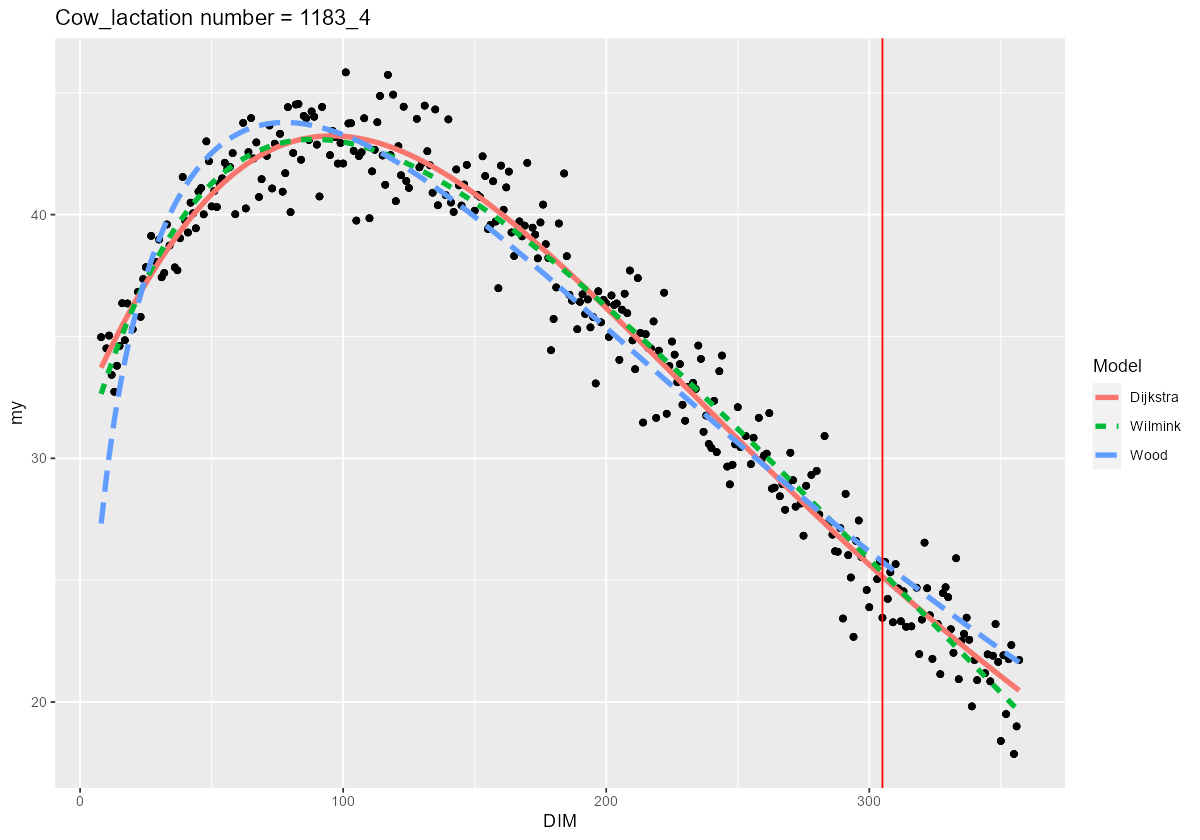 Cow_lactation number = 1183_4
my
40
30
20
0
100
200
300
DIM
Model
Dijkstra
Wilmink
Wood